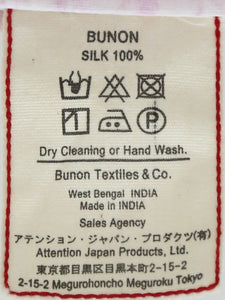 BUNON
SILK 100%
P
Dry Cleaning or Hand Wash.
Bunon Textiles & Co.
West Bengal INDIA
Made in INDIA
Sales Agency
アテンション・ジャパン・プロダクツ(有)
Attention Japan Products, Ltd.
東京都目黒区目黒本町2-15-2
2-15-2 Megurohoncho Meguroku Tokyo